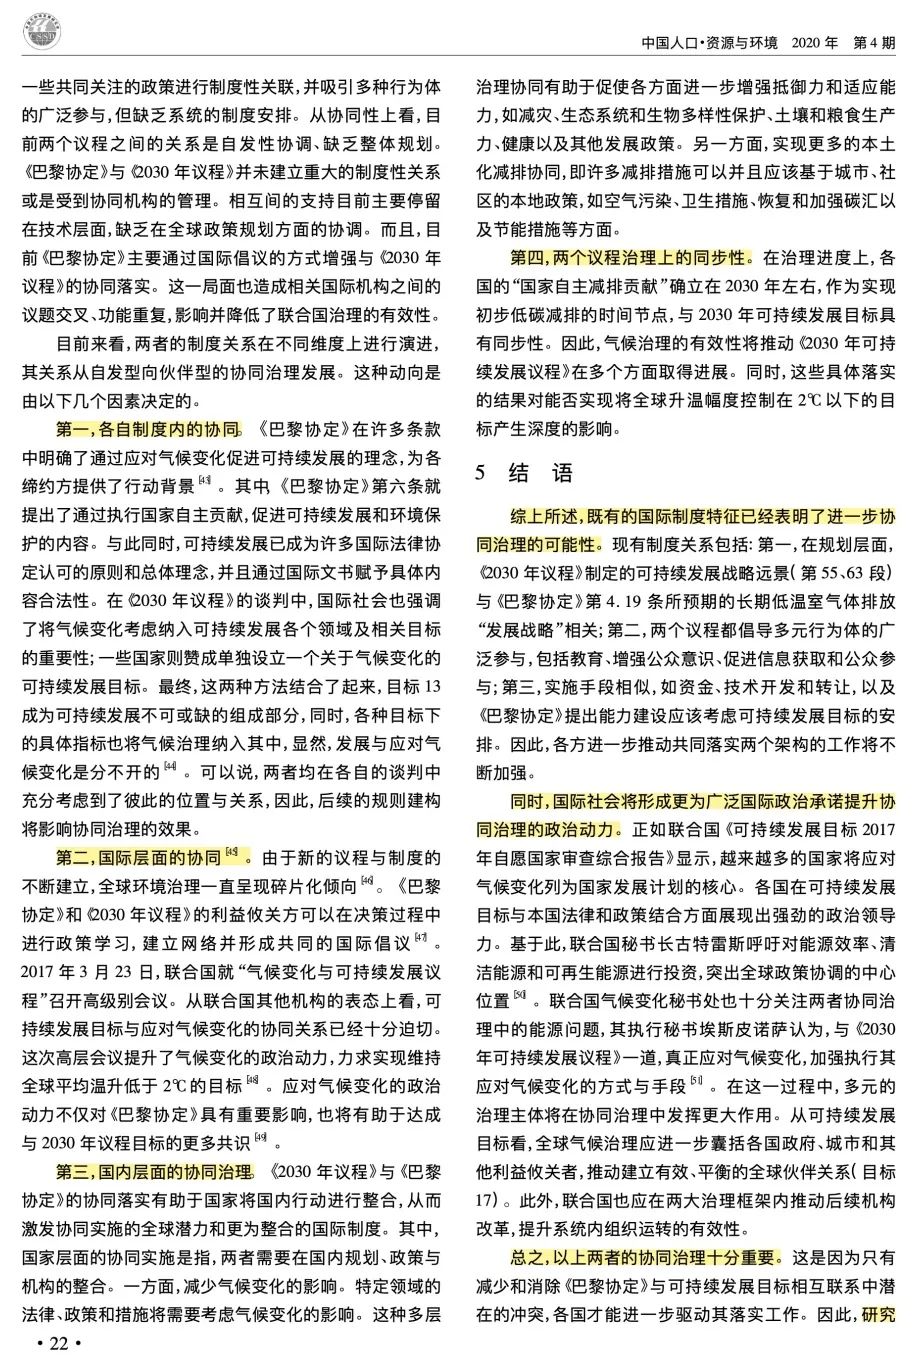 CSSCI
中国人口·资源与环境 2020年 第4期
一些共同关注的政策进行制度性关联,并吸引多种行为体
的广泛参与,但缺乏系统的制度安排。从协同性上看,目
前两个议程之间的关系是自发性协调、缺乏整体规划。
《巴黎协定》与《2030年议程》并未建立重大的制度性关系
或是受到协同机构的管理。相互间的支持目前主要停留
在技术层面,缺乏在全球政策规划方面的协调。而且,目
前《巴黎协定》主要通过国际倡议的方式增强与《2030年
议程》的协同落实。这一局面也造成相关国际机构之间的
议题交叉、功能重复,影响并降低了联合国治理的有效性。
目前来看,两者的制度关系在不同维度上进行演进,
其关系从自发型向伙伴型的协同治理发展。这种动向是
由以下几个因素决定的。
第一,各自制度内的协同。《巴黎协定》在许多条款
中明确了通过应对气候变化促进可持续发展的理念,为各
缔约方提供了行动背景[43]。其中,《巴黎协定》第六条就
提出了通过执行国家自主贡献,促进可持续发展和环境保
护的内容。与此同时,可持续发展已成为许多国际法律协
定认可的原则和总体理念,并且通过国际文书赋予具体内
容合法性。在《2030年议程》的谈判中,国际社会也强调
了将气候变化考虑纳入可持续发展各个领域及相关目标
的重要性;一些国家则赞成单独设立一个关于气候变化的
可持续发展目标。最终,这两种方法结合了起来,目标13
成为可持续发展不可或缺的组成部分,同时,各种目标下
的具体指标也将气候治理纳入其中,显然,发展与应对气
候变化是分不开的[44]。可以说,两者均在各自的谈判中
充分考虑到了彼此的位置与关系,因此,后续的规则建构
将影响协同治理的效果。
第二,国际层面的协同[45]。由于新的议程与制度的
不断建立,全球环境治理一直呈现碎片化倾向[46]。《巴黎
协定》和《2030年议程》的利益攸关方可以在决策过程中
进行政策学习,建立网络并形成共同的国际倡议[47]。
2017年3月23日,联合国就“气候变化与可持续发展议
程”召开高级别会议。从联合国其他机构的表态上看,可
持续发展目标与应对气候变化的协同关系已经十分迫切。
这次高层会议提升了气候变化的政治动力,力求实现维持
全球平均温升低于2℃的目标[48]。应对气候变化的政治
动力不仅对《巴黎协定》具有重要影响,也将有助于达成
与2030年议程目标的更多共识[49]。
第三,国内层面的协同治理。《2030年议程》与《巴黎
协定》的协同落实有助于国家将国内行动进行整合,从而
激发协同实施的全球潜力和更为整合的国际制度。其中,
国家层面的协同实施是指,两者需要在国内规划、政策与
机构的整合。一方面,减少气候变化的影响。特定领域的
法律、政策和措施将需要考虑气候变化的影响。这种多层
·22·
治理协同有助于促使各方面进一步增强抵御力和适应能
力,如减灾、生态系统和生物多样性保护、土壤和粮食生产
力、健康以及其他发展政策。另一方面,实现更多的本土
化减排协同,即许多减排措施可以并且应该基于城市、社
区的本地政策,如空气污染、卫生措施、恢复和加强碳汇以
及节能措施等方面。
第四,两个议程治理上的同步性。在治理进度上,各
国的“国家自主减排贡献”确立在2030年左右,作为实现
初步低碳减排的时间节点,与2030年可持续发展目标具
有同步性。因此,气候治理的有效性将推动《2030年可持
续发展议程》在多个方面取得进展。同时,这些具体落实
的结果对能否实现将全球升温幅度控制在2℃以下的目
标产生深度的影响。
5 结 语
综上所述,既有的国际制度特征已经表明了进一步协
同治理的可能性。现有制度关系包括:第一,在规划层面,
《2030年议程》制定的可持续发展战略远景(第55、63段)
与《巴黎协定》第4.19条所预期的长期低温室气体排放
“发展战略”相关;第二,两个议程都倡导多元行为体的广
泛参与,包括教育、增强公众意识、促进信息获取和公众参
与;第三,实施手段相似,如资金、技术开发和转让,以及
《巴黎协定》提出能力建设应该考虑可持续发展目标的安
排。因此,各方进一步推动共同落实两个架构的工作将不
断加强。
同时,国际社会将形成更为广泛国际政治承诺提升协
同治理的政治动力。正如联合国《可持续发展目标2017
年自愿国家审查综合报告》显示,越来越多的国家将应对
气候变化列为国家发展计划的核心。各国在可持续发展
目标与本国法律和政策结合方面展现出强劲的政治领导
力。基于此,联合国秘书长古特雷斯呼吁对能源效率、清
洁能源和可再生能源进行投资,突出全球政策协调的中心
位置[50]。联合国气候变化秘书处也十分关注两者协同治
理中的能源问题,其执行秘书埃斯皮诺萨认为,与《2030
年可持续发展议程》一道,真正应对气候变化,加强执行其
应对气候变化的方式与手段[51]。在这一过程中,多元的
治理主体将在协同治理中发挥更大作用。从可持续发展
目标看,全球气候治理应进一步囊括各国政府、城市和其
他利益攸关者,推动建立有效、平衡的全球伙伴关系(目标
17)。此外,联合国也应在两大治理框架内推动后续机构
改革,提升系统内组织运转的有效性。
总之,以上两者的协同治理十分重要。这是因为只有
减少和消除《巴黎协定》与可持续发展目标相互联系中潜
在的冲突,各国才能进一步驱动其落实工作。因此,研究